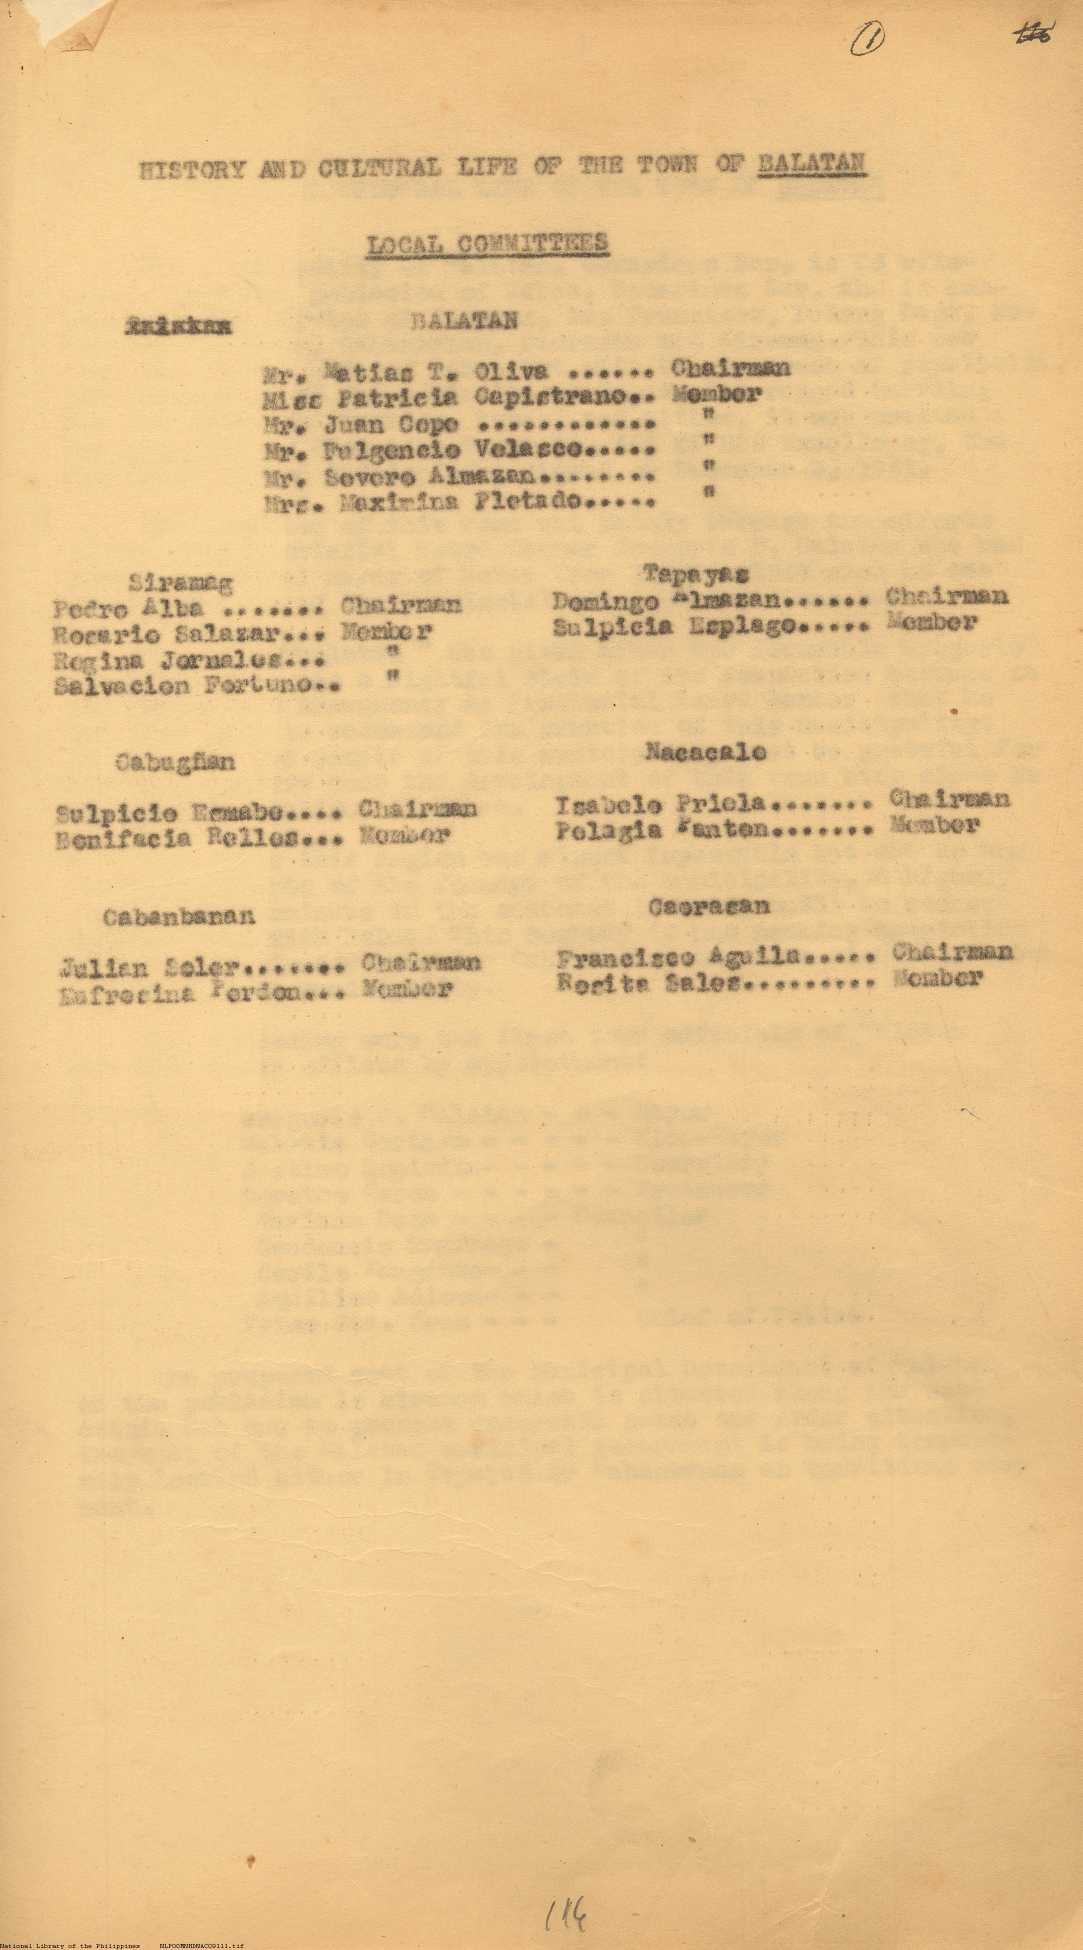 1
HISTORY AND CULTURAL LIFE OF THE TOWN OF BALATAN
LOCAL COMMITTEES
BALATAN
Mr. Matias T. Oliva ...... Chairman
Miss Patricia Capistrano.. Member
Mr. Juan Cope ............ "
Mr. Fulgencio Velasco..... "
Mr. Severo Almazan........ "
Mrs. Maximina Pletado..... "
Siramag
Pedro Alba ....... Chairman
Rosario Salazar... Member
Regina Jornales... "
Salvacion Fortuno.. "
Tapayas
Domingo Almazan...... Chairman
Sulpicia Esplago..... Member
Cabugñan
Sulpicio Esmabe.... Chairman
Bonifacia Relles... Member
Nacacale
Isabelo Priela....... Chairman
Pelagia Panton....... Member
Cabanbanan
Julian Soler....... Chairman
Eufrosina Perdon... Member
Caorasan
Francisco Aguila..... Chairman
Rosita Sales......... Member
116
National Library of the Philippines